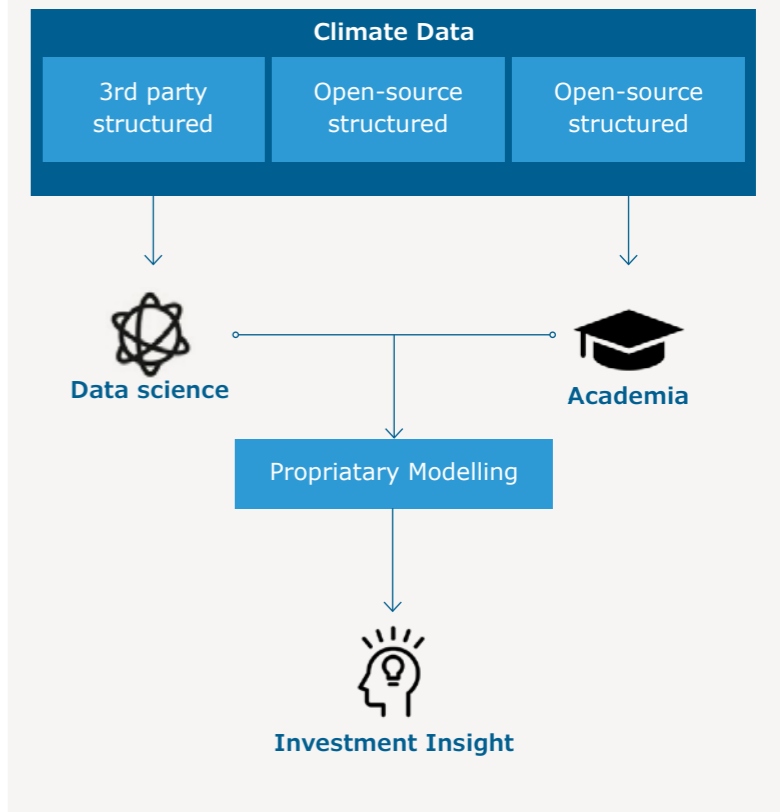 Climate Data
3rd party
structured
Open-source
structured
Open-source
structured
Data science
Academia
Propriatary Modelling
Investment Insight